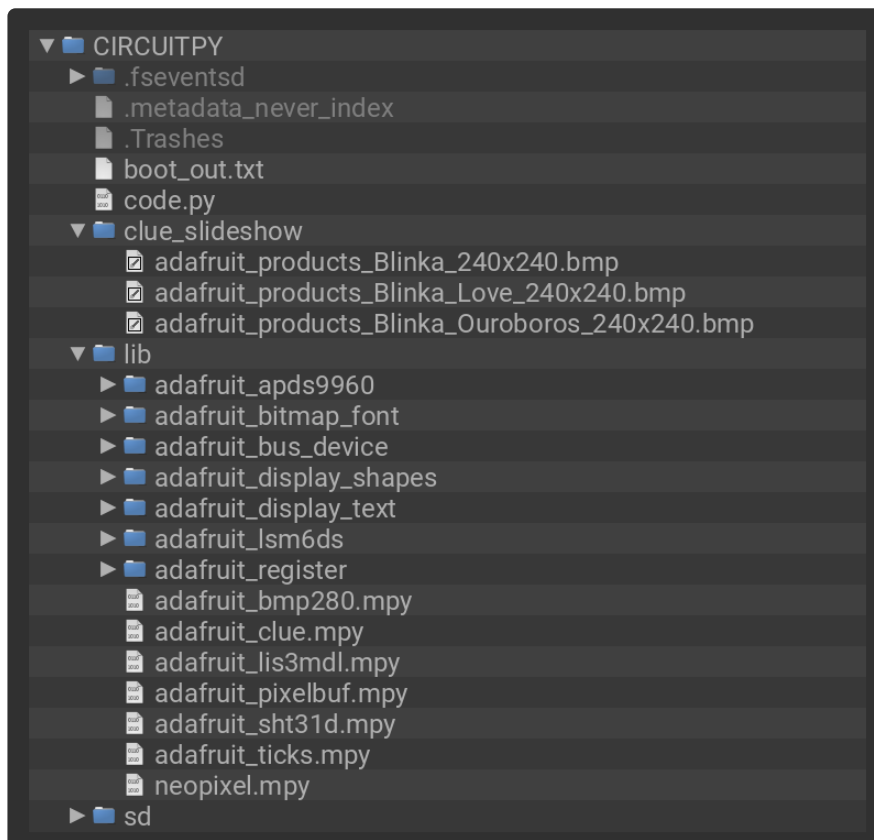 CIRCUITPY
.fseventsd
.metadata_never_index
.Trashes
boot_out.txt
code.py
clue_slideshow
adafruit_products_Blinka_240x240.bmp
adafruit_products_Blinka_Love_240x240.bmp
adafruit_products_Blinka_Ouroboros_240x240.bmp
lib
adafruit_apds9960
adafruit_bitmap_font
adafruit_bus_device
adafruit_display_shapes
adafruit_display_text
adafruit_lsm6ds
adafruit_register
adafruit_bmp280.mpy
adafruit_clue.mpy
adafruit_lis3mdl.mpy
adafruit_pixelbuf.mpy
adafruit_sht31d.mpy
adafruit_ticks.mpy
neopixel.mpy
sd